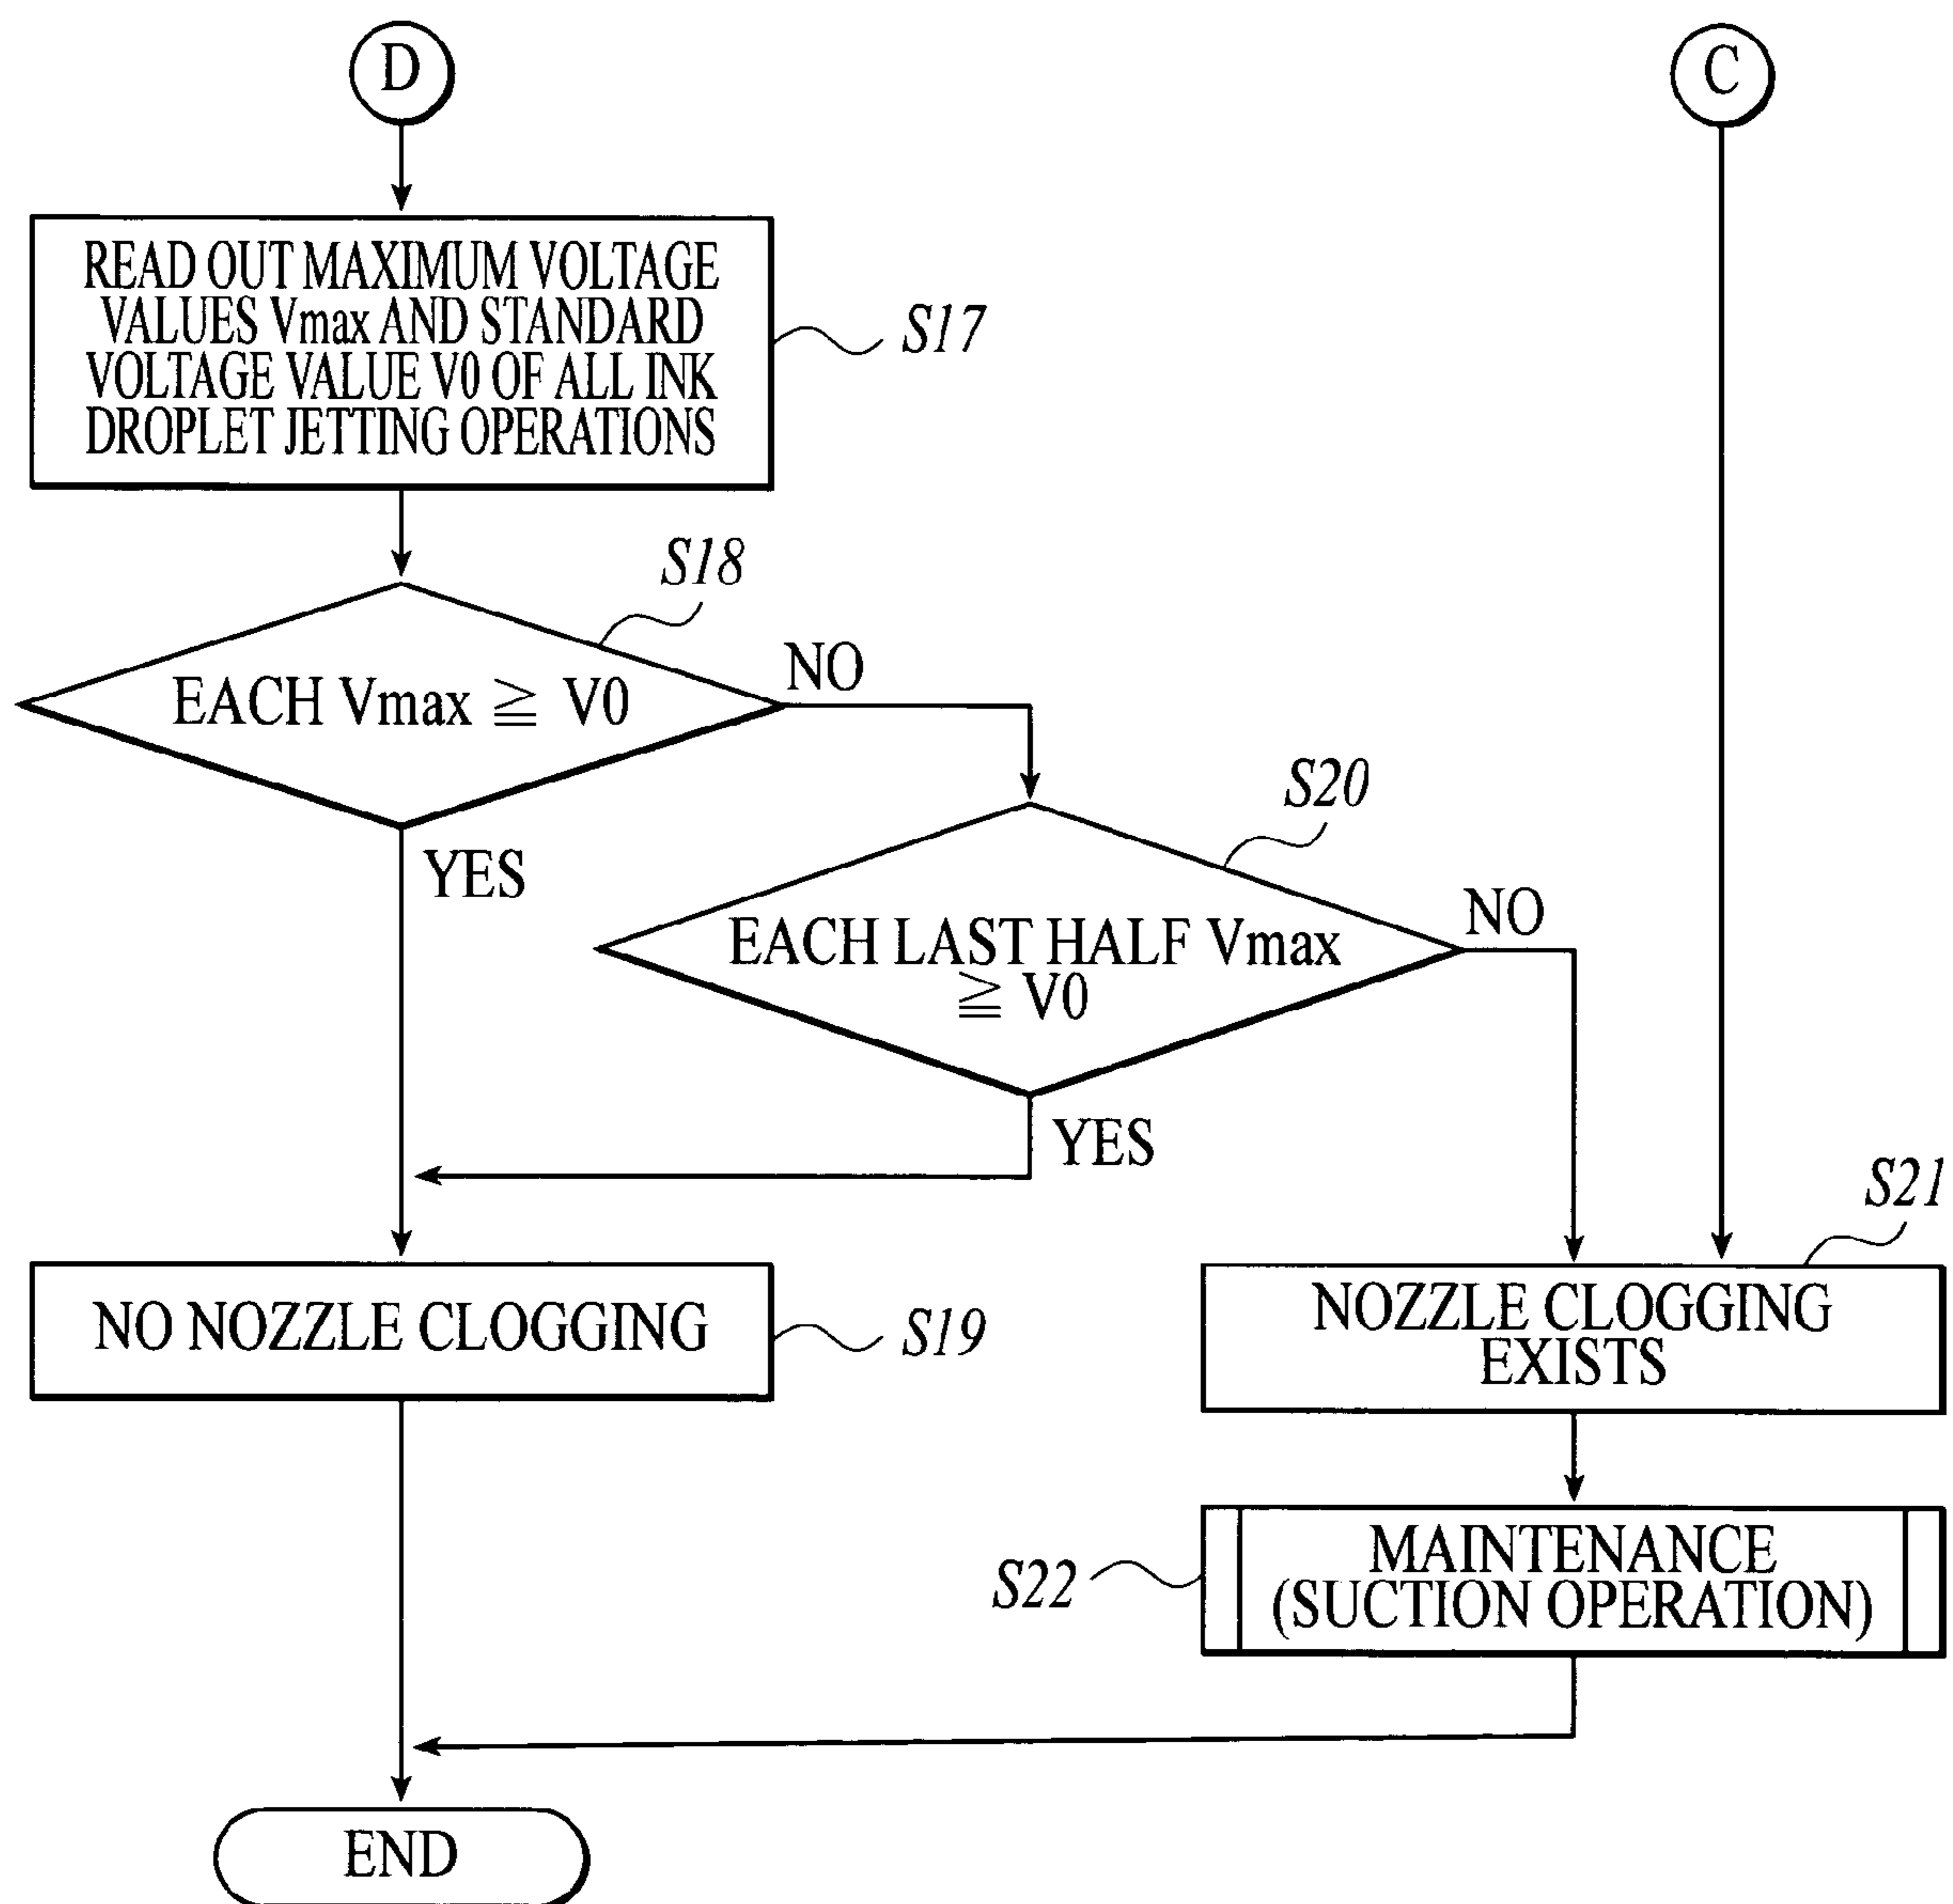 D
C
READ OUT MAXIMUM VOLTAGE
VALUES Vmax AND STANDARD
VOLTAGE VALUE V0 OF ALL INK
DROPLET JETTING OPERATIONS
S17
S18
EACH Vmax ≧ V0
NO
YES
S20
EACH LAST HALF Vmax
≧ V0
NO
YES
S21
NO NOZZLE CLOGGING
S19
NOZZLE CLOGGING
EXISTS
S22
MAINTENANCE
(SUCTION OPERATION)
END